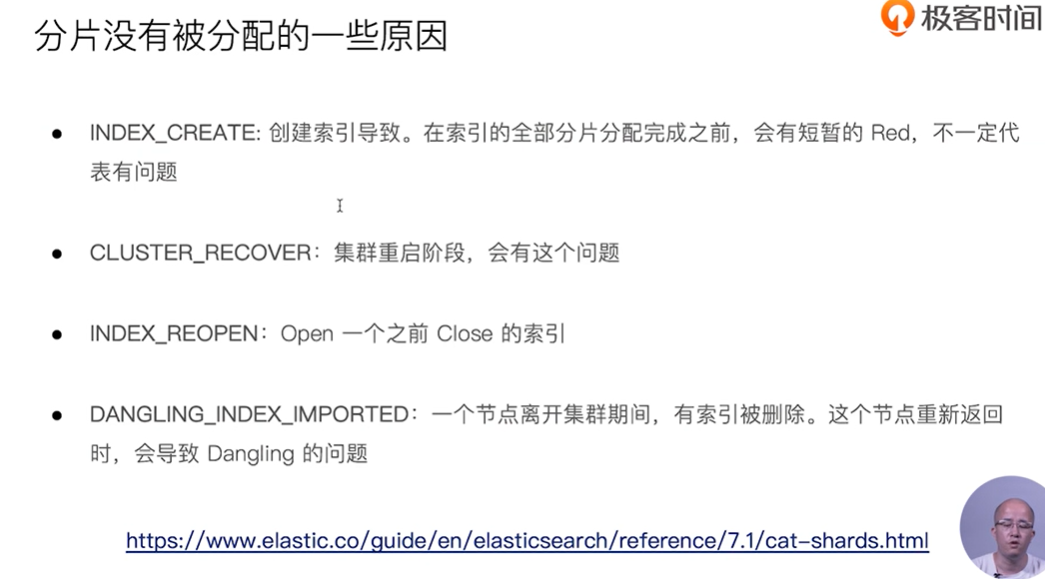 分片没有被分配的一些原因
极客时间
● INDEX_CREATE: 创建索引导致。在索引的全部分片分配完成之前，会有短暂的 Red，不一定代
表有问题
● CLUSTER_RECOVER：集群重启阶段，会有这个问题
● INDEX_REOPEN：Open 一个之前 Close 的索引
● DANGLING_INDEX_IMPORTED：一个节点离开集群期间，有索引被删除。这个节点重新返回
时，会导致 Dangling 的问题
https://www.elastic.co/guide/en/elasticsearch/reference/7.1/cat-shards.html